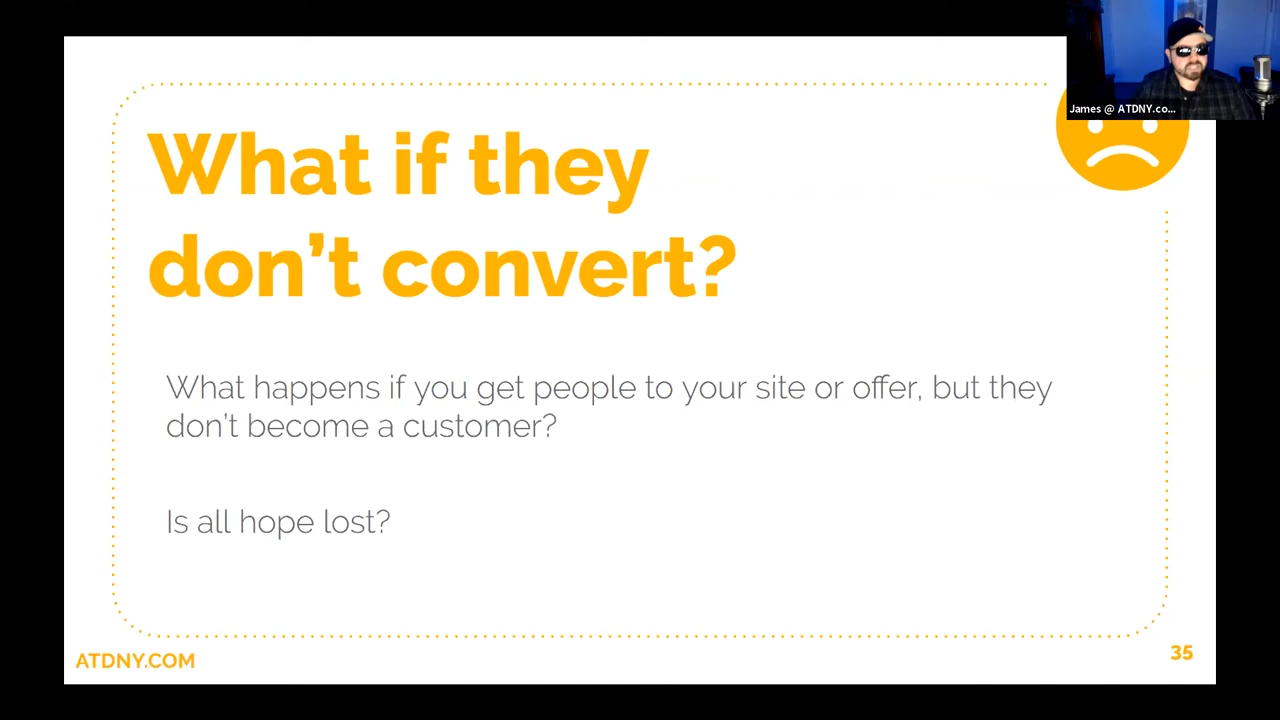 James @ ATDNY.co...
What if they
don't convert?
What happens if you get people to your site or offer, but they
don't become a customer?
Is all hope lost?
ATDNY.COM
35